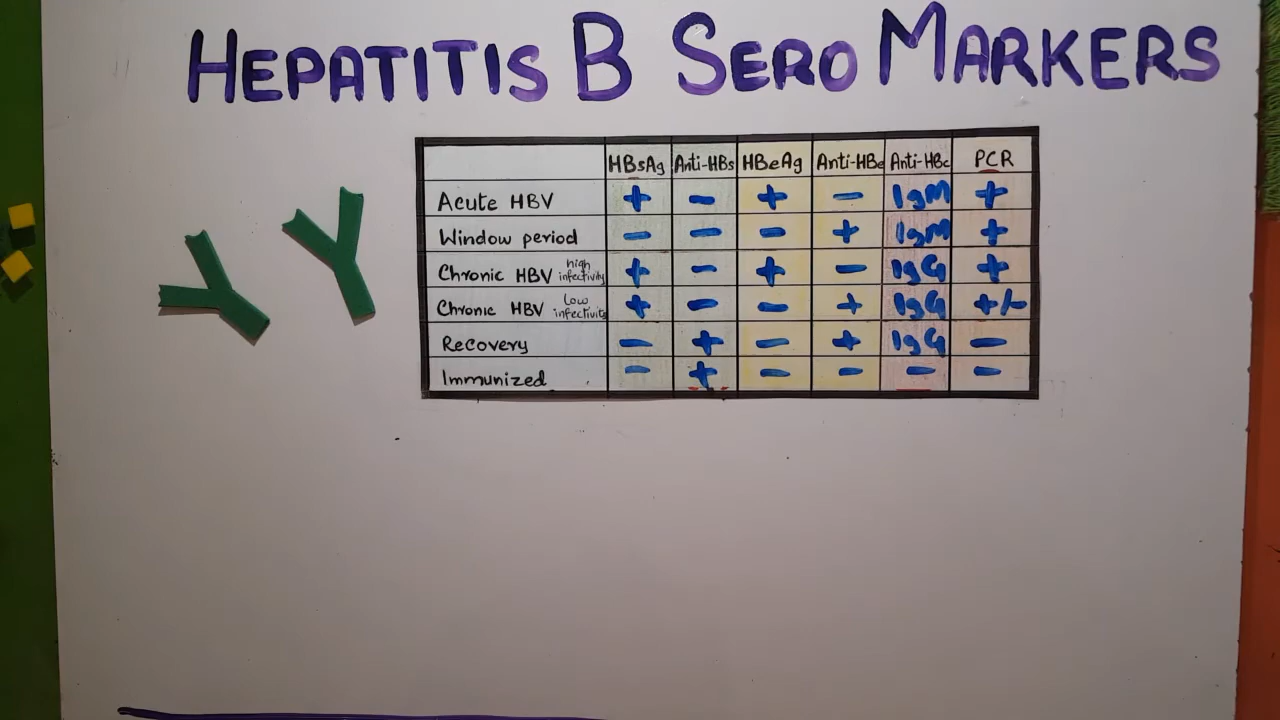 HEPATITIS B SERO MARKERS
HBsAg Anti-HBs HBeAg Anti-HBe Anti-HBc PCR
Acute HBV + - + - IgM +
Window period - - - + IgM +
Chronic HBV high infectivity + - + - IgG +
Chronic HBV Low infectivity + - - + IgG +/-
Recovery - + - + IgG -
Immunized - + - - - -